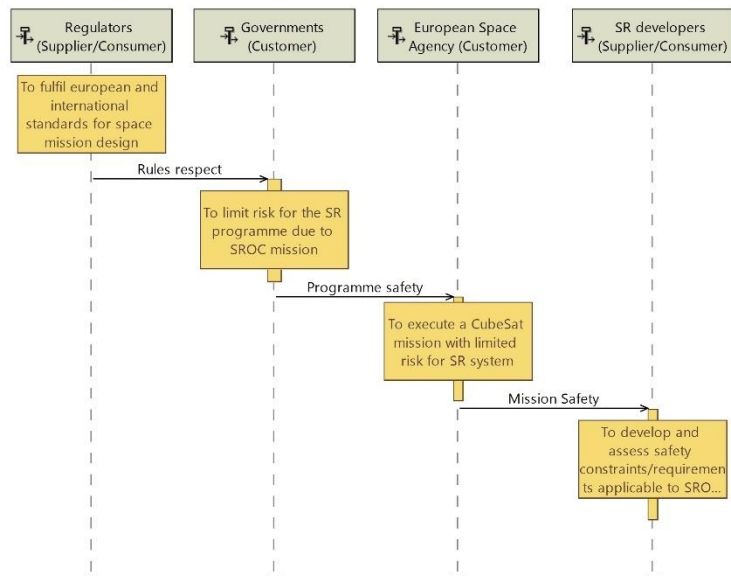 Regulators
(Supplier/Consumer)
Governments
(Customer)
European Space
Agency (Customer)
SR developers
(Supplier/Consumer)
To fulfil european and
international
standards for space
mission design
Rules respect
To limit risk for the SR
programme due to
SROC mission
Programme safety
To execute a CubeSat
mission with limited
risk for SR system
Mission Safety
To develop and
assess safety
constraints/requiremen
ts applicable to SRO...